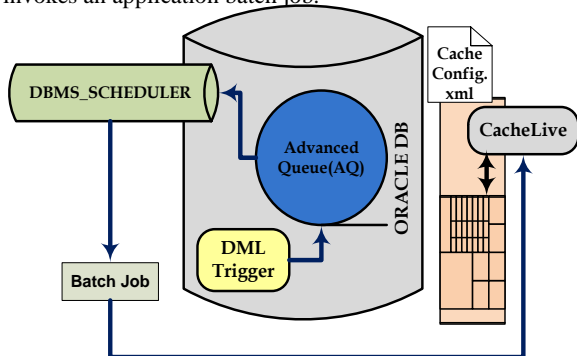 invokes an application batch job.
Cache
Config.
xml
DBMS_SCHEDULER
CacheLive
Advanced
Queue(AQ)
ORACLE DB
DML
Trigger
Batch Job